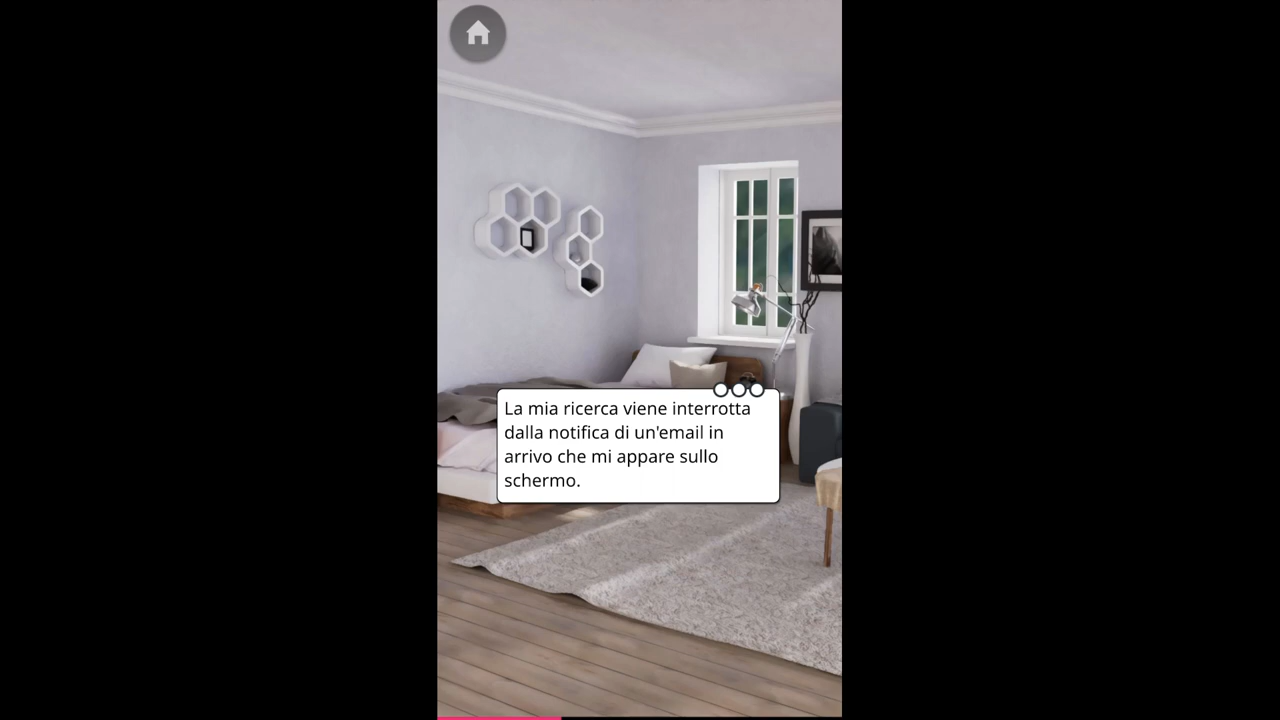 La mia ricerca viene interrotta
dalla notifica di un'email in
arrivo che mi appare sullo
schermo.